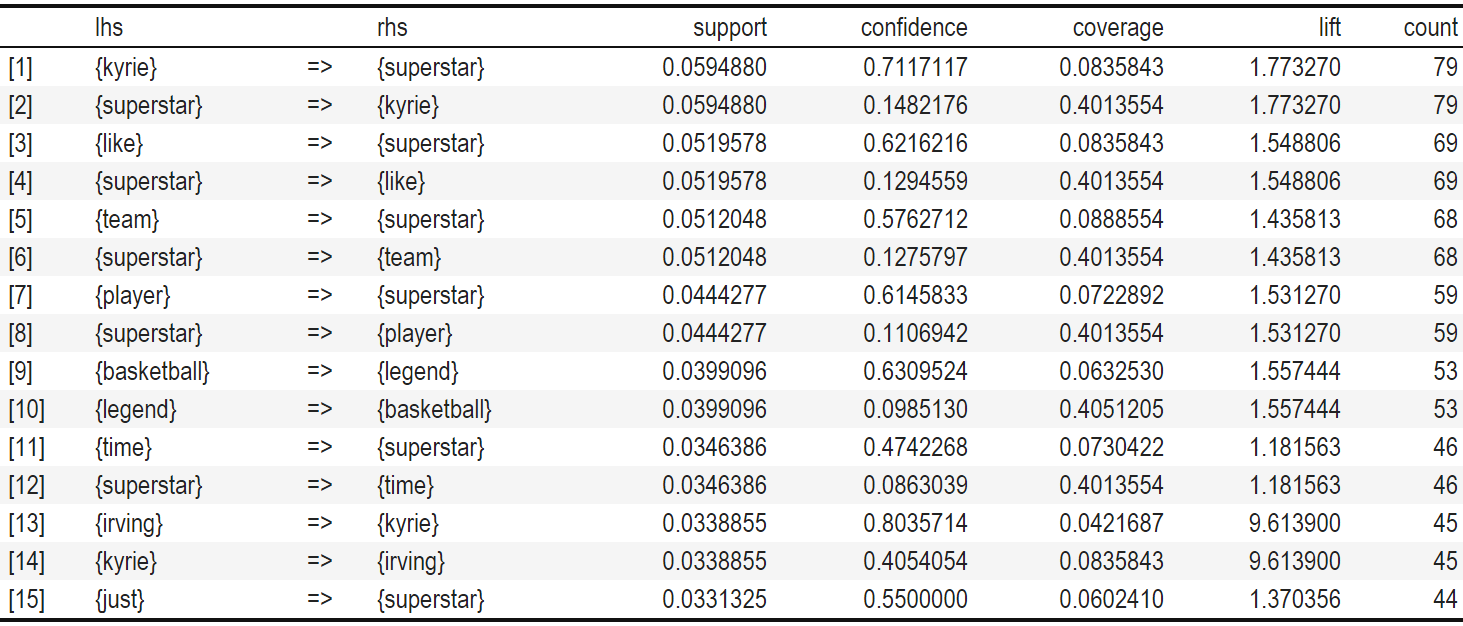 lhs rhs support confidence coverage lift count
[1] {kyrie} => {superstar} 0.0594880 0.7117117 0.0835843 1.773270 79
[2] {superstar} => {kyrie} 0.0594880 0.1482176 0.4013554 1.773270 79
[3] {like} => {superstar} 0.0519578 0.6216216 0.0835843 1.548806 69
[4] {superstar} => {like} 0.0519578 0.1294559 0.4013554 1.548806 69
[5] {team} => {superstar} 0.0512048 0.5762712 0.0888554 1.435813 68
[6] {superstar} => {team} 0.0512048 0.1275797 0.4013554 1.435813 68
[7] {player} => {superstar} 0.0444277 0.6145833 0.0722892 1.531270 59
[8] {superstar} => {player} 0.0444277 0.1106942 0.4013554 1.531270 59
[9] {basketball} => {legend} 0.0399096 0.6309524 0.0632530 1.557444 53
[10] {legend} => {basketball} 0.0399096 0.0985130 0.4051205 1.557444 53
[11] {time} => {superstar} 0.0346386 0.4742268 0.0730422 1.181563 46
[12] {superstar} => {time} 0.0346386 0.0863039 0.4013554 1.181563 46
[13] {irving} => {kyrie} 0.0338855 0.8035714 0.0421687 9.613900 45
[14] {kyrie} => {irving} 0.0338855 0.4054054 0.0835843 9.613900 45
[15] {just} => {superstar} 0.0331325 0.5500000 0.0602410 1.370356 44